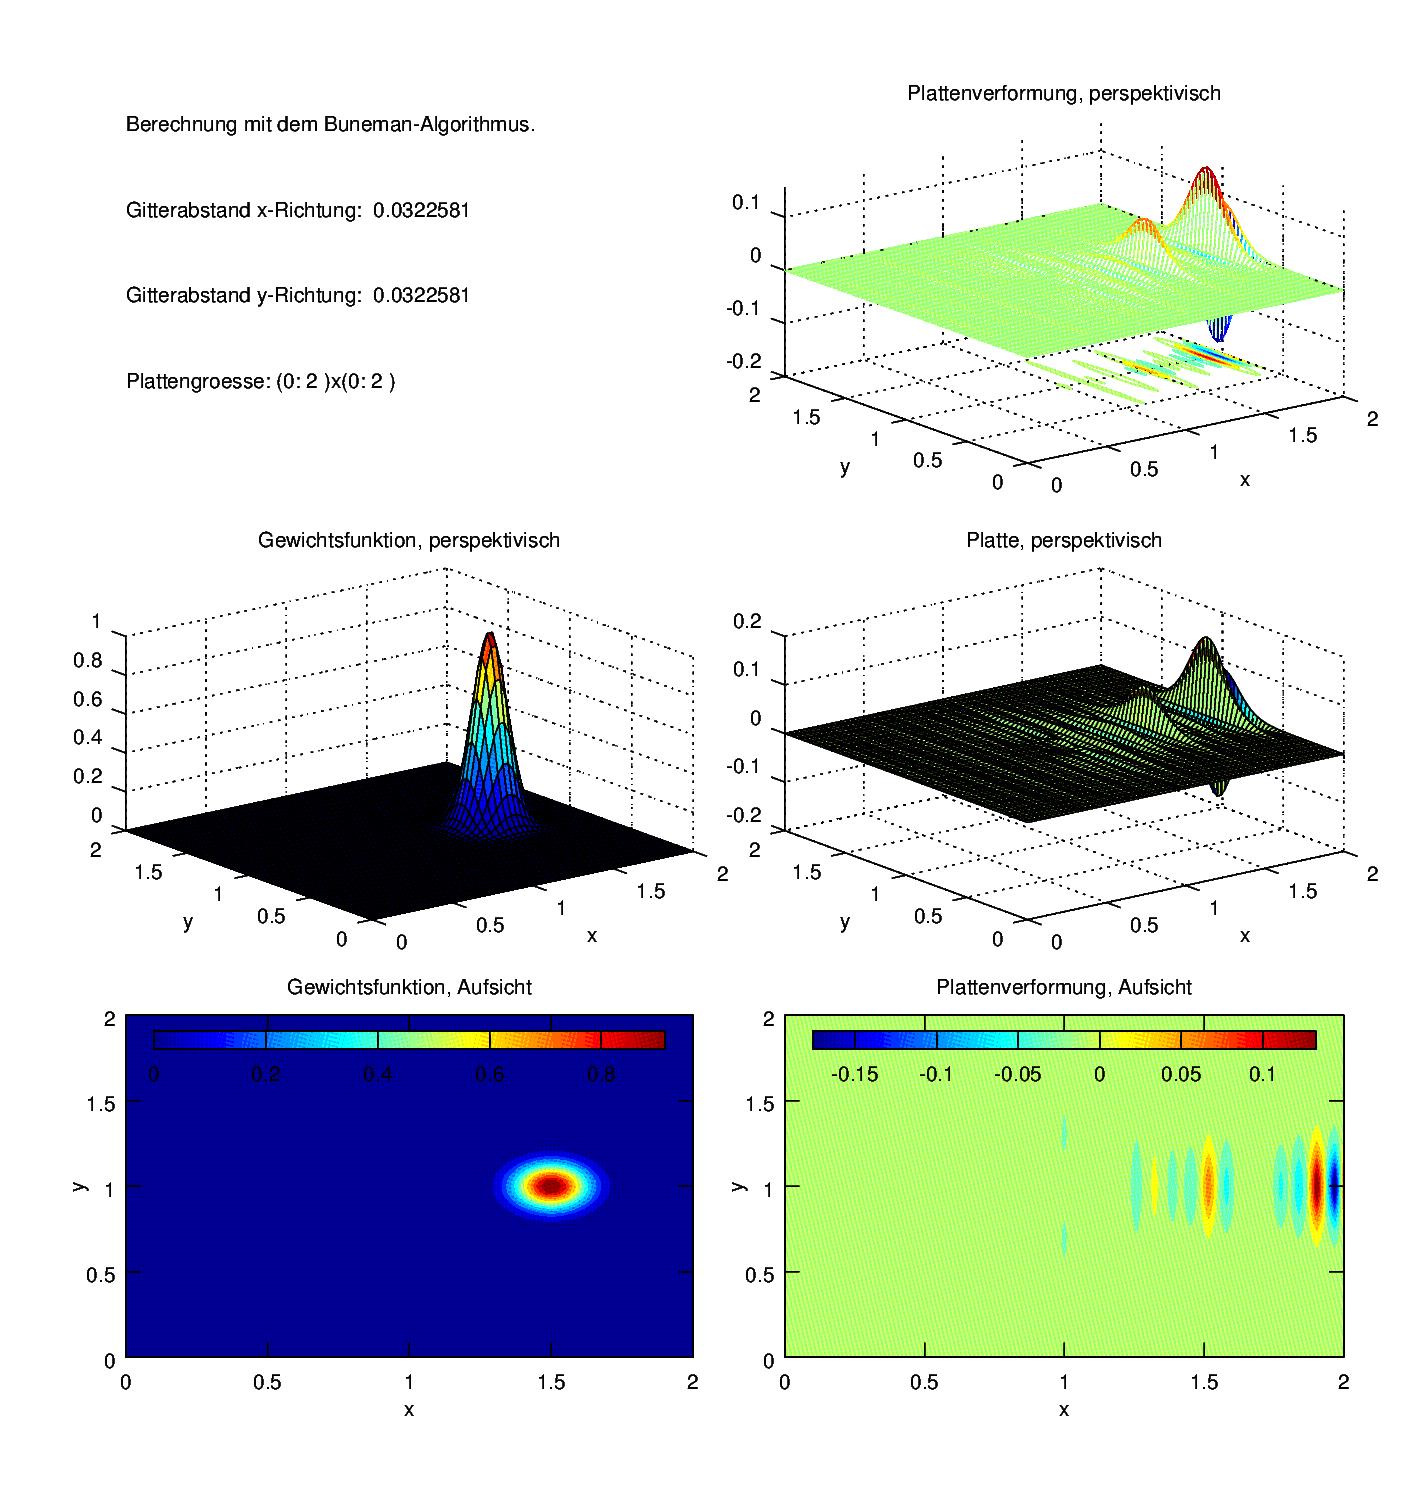 Berechnung mit dem Buneman-Algorithmus.
Gitterabstand x-Richtung: 0.0322581
Gitterabstand y-Richtung: 0.0322581
Plattengroesse: (0: 2 )x(0: 2 )
Plattenverformung, perspektivisch
0.1
0
-0.1
-0.2
2
1.5
1
0.5
0
y
0
0.5
1
1.5
2
x
Gewichtsfunktion, perspektivisch
1
0.8
0.6
0.4
0.2
0
2
1.5
1
0.5
0
y
0
0.5
1
1.5
2
x
Platte, perspektivisch
0.2
0.1
0
-0.1
-0.2
2
1.5
1
0.5
0
y
0
0.5
1
1.5
2
x
Gewichtsfunktion, Aufsicht
0 0.2 0.4 0.6 0.8
2
1.5
1
0.5
0
y
0 0.5 1 1.5 2
x
Plattenverformung, Aufsicht
-0.15 -0.1 -0.05 0 0.05 0.1
2
1.5
1
0.5
0
y
0 0.5 1 1.5 2
x